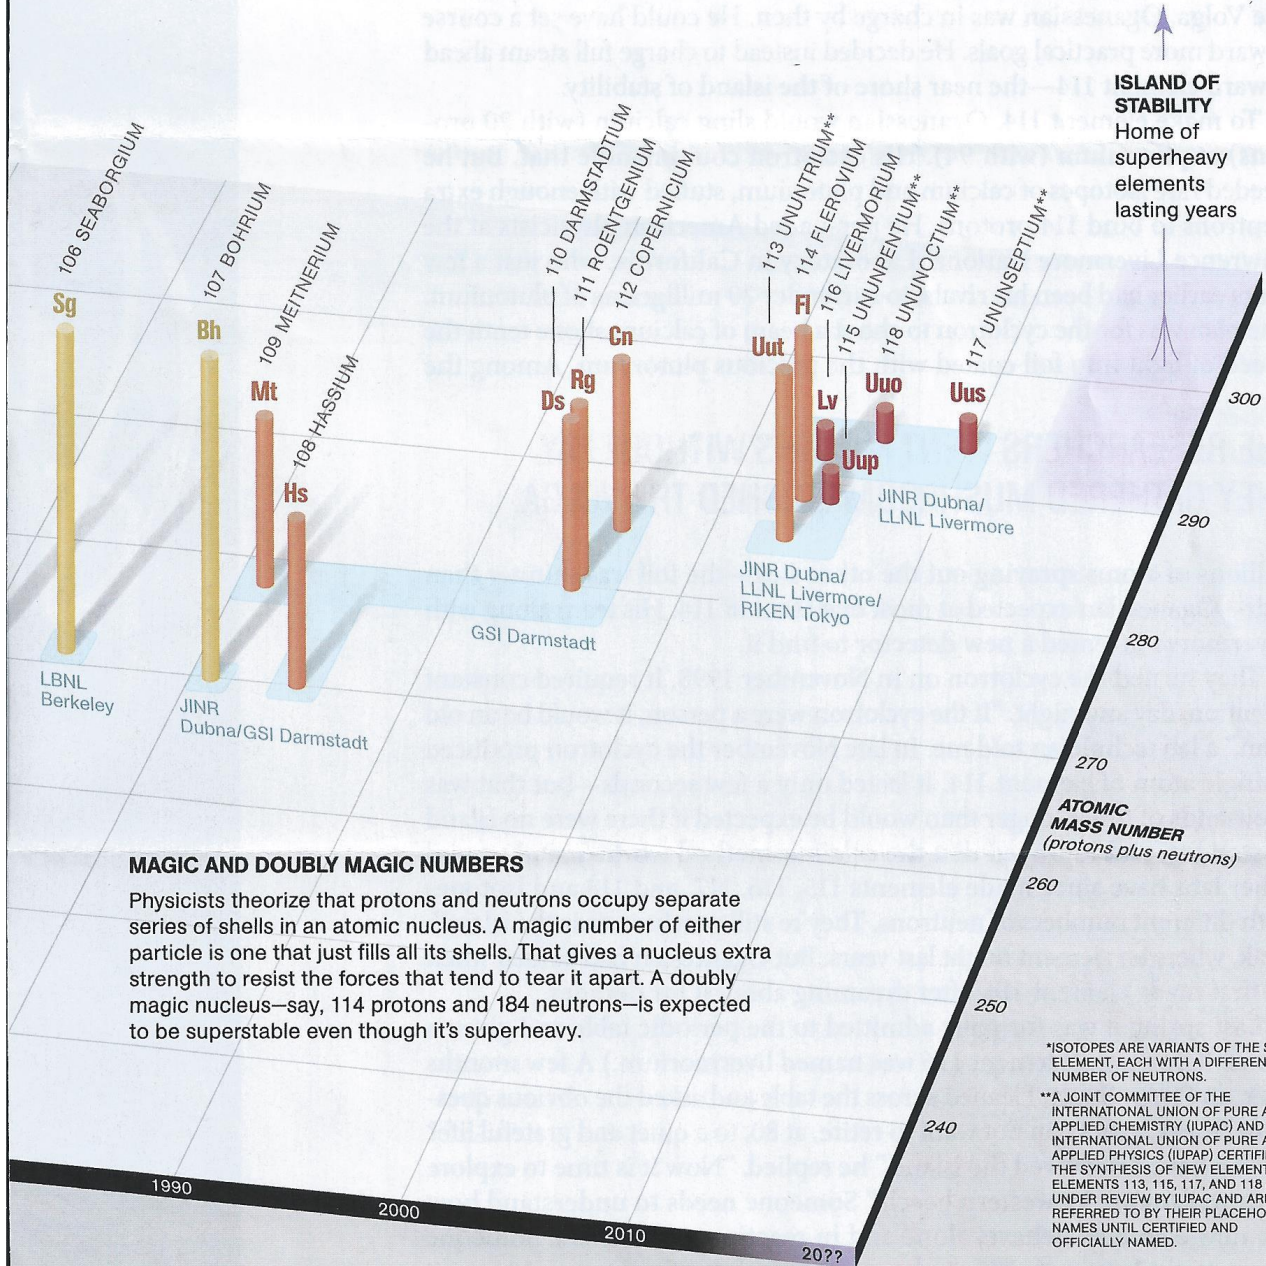 ISLAND OF
STABILITY
Home of
superheavy
elements
lasting years
106 SEABORGIUM
107 BOHRIUM
109 MEITNERIUM
108 HASSIUM
110 DARMSTADTIUM
111 ROENTGENIUM
112 COPERNICIUM
113 UNUNTRIUM**
114 FLEROVIUM
116 LIVERMORIUM
115 UNUNPENTIUM**
118 UNUNOCTIUM**
117 UNUNSEPTIUM**
Sg
Bh
Mt
Hs
Ds
Rg
Cn
Uut
Fl
Lv
Uup
Uuo
Uus
LBNL
Berkeley
JINR
Dubna/GSI Darmstadt
GSI Darmstadt
JINR Dubna/
LLNL Livermore/
RIKEN Tokyo
JINR Dubna/
LLNL Livermore
300
290
280
270
ATOMIC
MASS NUMBER
(protons plus neutrons)
260
250
240
MAGIC AND DOUBLY MAGIC NUMBERS
Physicists theorize that protons and neutrons occupy separate
series of shells in an atomic nucleus. A magic number of either
particle is one that just fills all its shells. That gives a nucleus extra
strength to resist the forces that tend to tear it apart. A doubly
magic nucleus—say, 114 protons and 184 neutrons—is expected
to be superstable even though it's superheavy.
*ISOTOPES ARE VARIANTS OF THE S
ELEMENT, EACH WITH A DIFFEREN
NUMBER OF NEUTRONS.
**A JOINT COMMITTEE OF THE
INTERNATIONAL UNION OF PURE A
APPLIED CHEMISTRY (IUPAC) AND
INTERNATIONAL UNION OF PURE A
APPLIED PHYSICS (IUPAP) CERTIFI
THE SYNTHESIS OF NEW ELEMENT
ELEMENTS 113, 115, 117, AND 118
UNDER REVIEW BY IUPAC AND ARE
REFERRED TO BY THEIR PLACEHO
NAMES UNTIL CERTIFIED AND
OFFICIALLY NAMED.
1990
2000
2010
20??